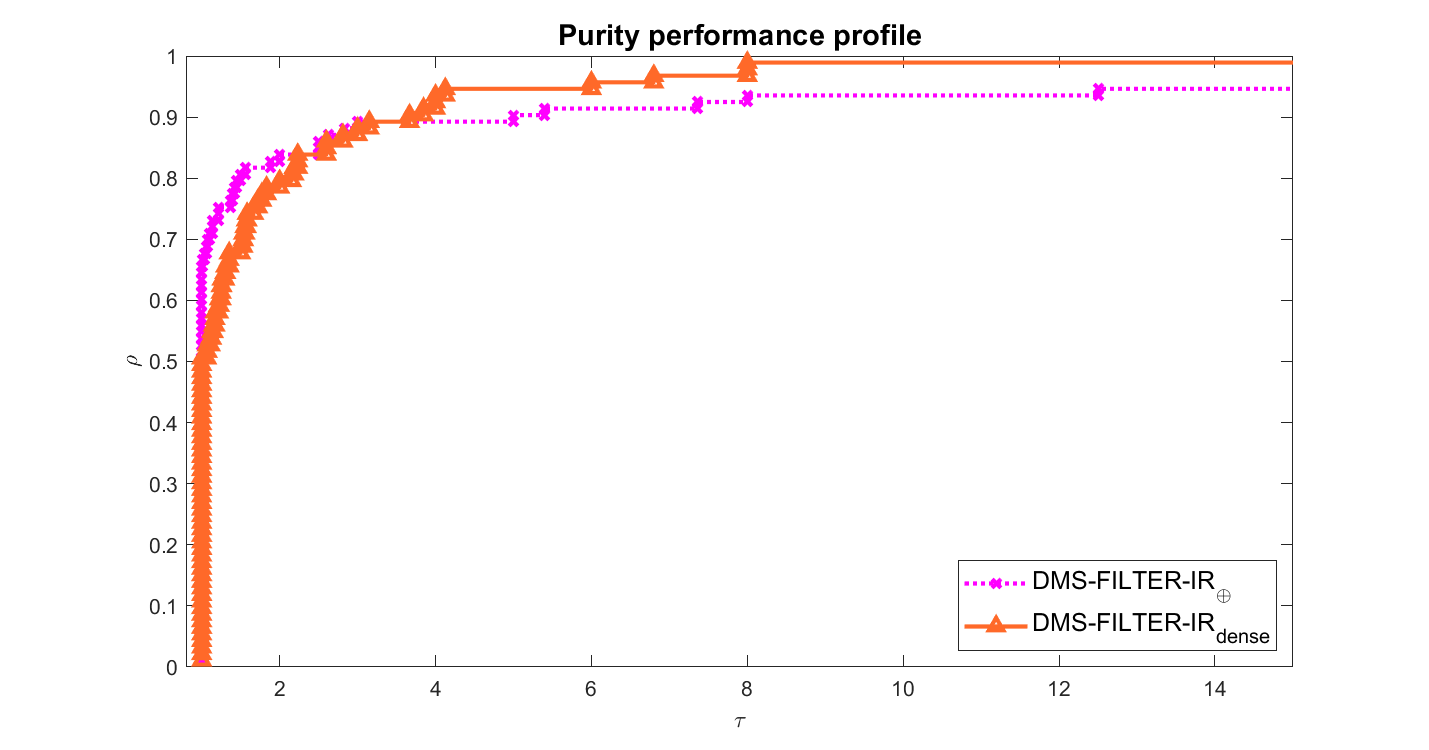 Purity performance profile
1
0.9
0.8
0.7
0.6
0.5
0.4
0.3
0.2
0.1
0
ρ
2 4 6 8 10 12 14
τ
DMS-FILTER-IR⊕
DMS-FILTER-IRdense